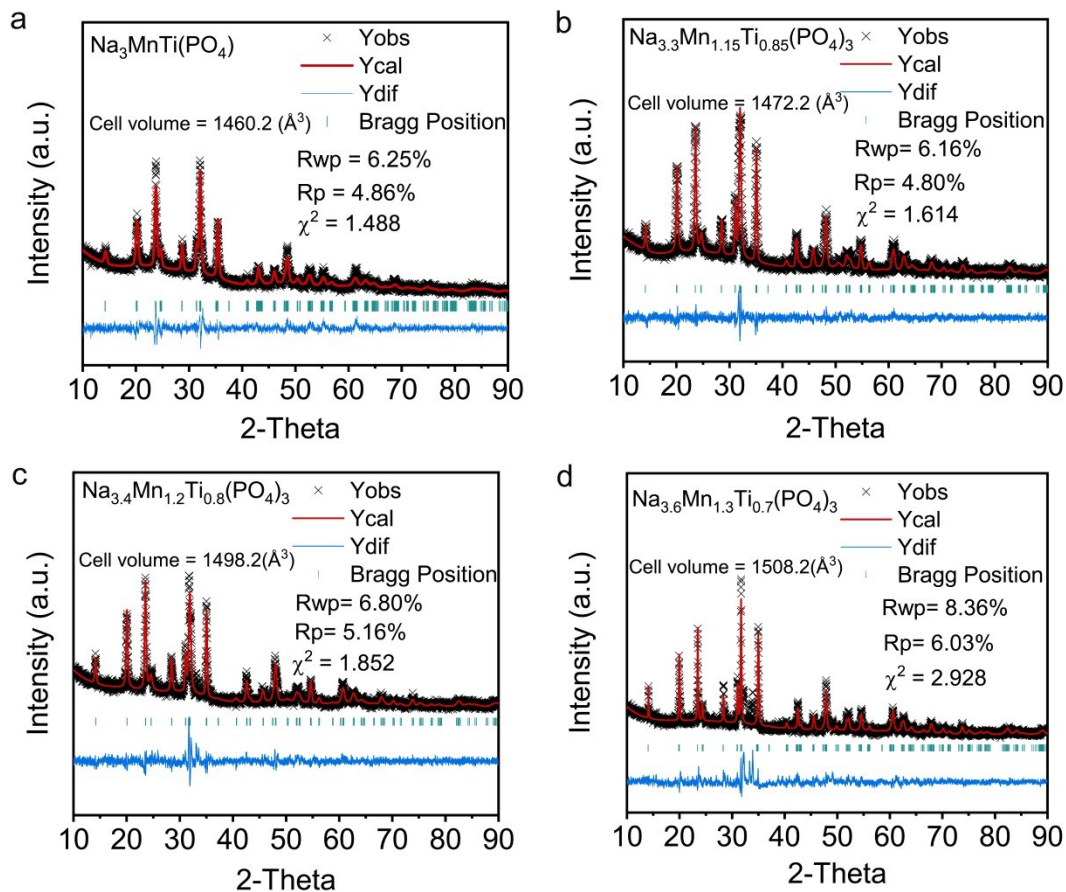 a
Na₃MnTi(PO₄)
× Yobs
Ycal
Ydif
Bragg Position
Cell volume = 1460.2 (Å³)
Rwp = 6.25%
Rp = 4.86%
χ² = 1.488
Intensity (a.u.)
10 20 30 40 50 60 70 80 90
2-Theta
b
Na₃.₃Mn₁.₁₅Ti₀.₈₅(PO₄)₃
× Yobs
Ycal
Ydif
Bragg Position
Cell volume = 1472.2 (Å³)
Rwp = 6.16%
Rp= 4.80%
χ² = 1.614
Intensity (a.u.)
10 20 30 40 50 60 70 80 90
2-Theta
c
Na₃.₄Mn₁.₂Ti₀.₈(PO₄)₃
× Yobs
Ycal
Ydif
Bragg Position
Cell volume = 1498.2(Å³)
Rwp= 6.80%
Rp= 5.16%
χ² = 1.852
Intensity (a.u.)
10 20 30 40 50 60 70 80 90
2-Theta
d
Na₃.₆Mn₁.₃Ti₀.₇(PO₄)₃
× Yobs
Ycal
Ydif
Bragg Position
Cell volume = 1508.2(Å³)
Rwp= 8.36%
Rp= 6.03%
χ² = 2.928
Intensity (a.u.)
10 20 30 40 50 60 70 80 90
2-Theta